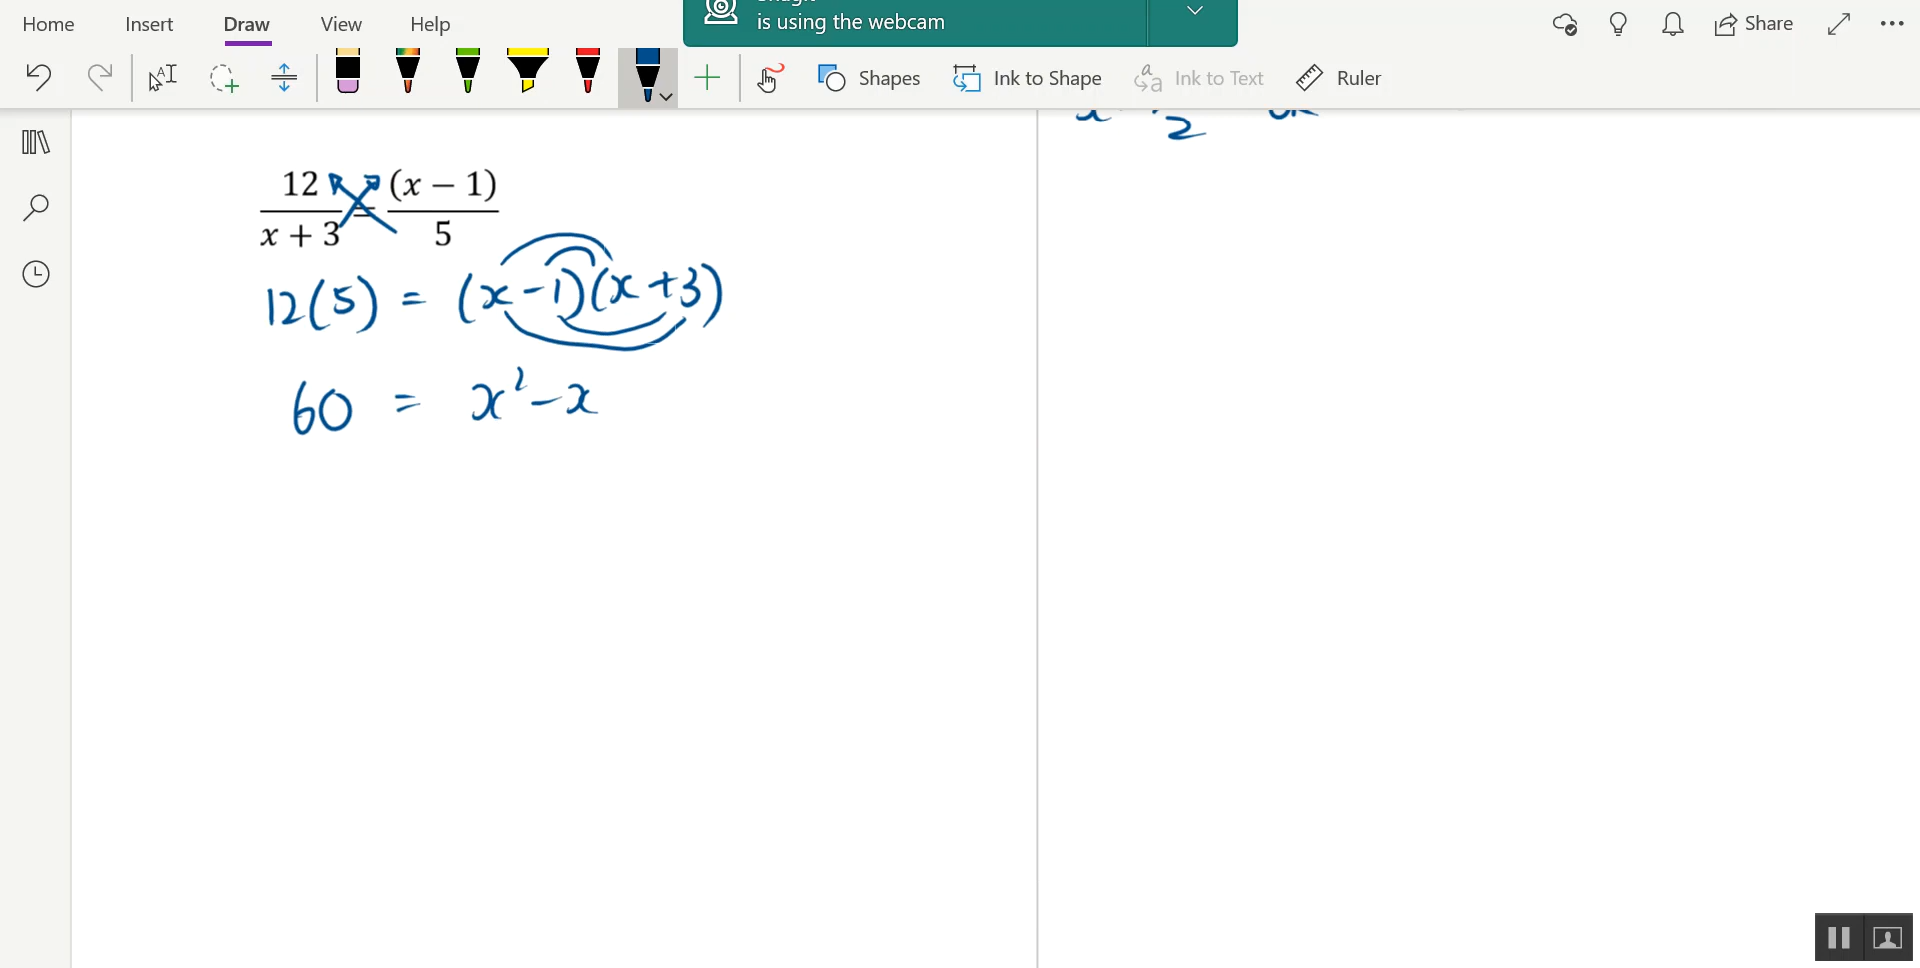 Home Insert Draw View Help
is using the webcam
Share
Shapes Ink to Shape Ink to Text Ruler
12 / x + 3 = (x − 1) / 5
12(5) = (x - 1)(x + 3)
60 = x² - x
2